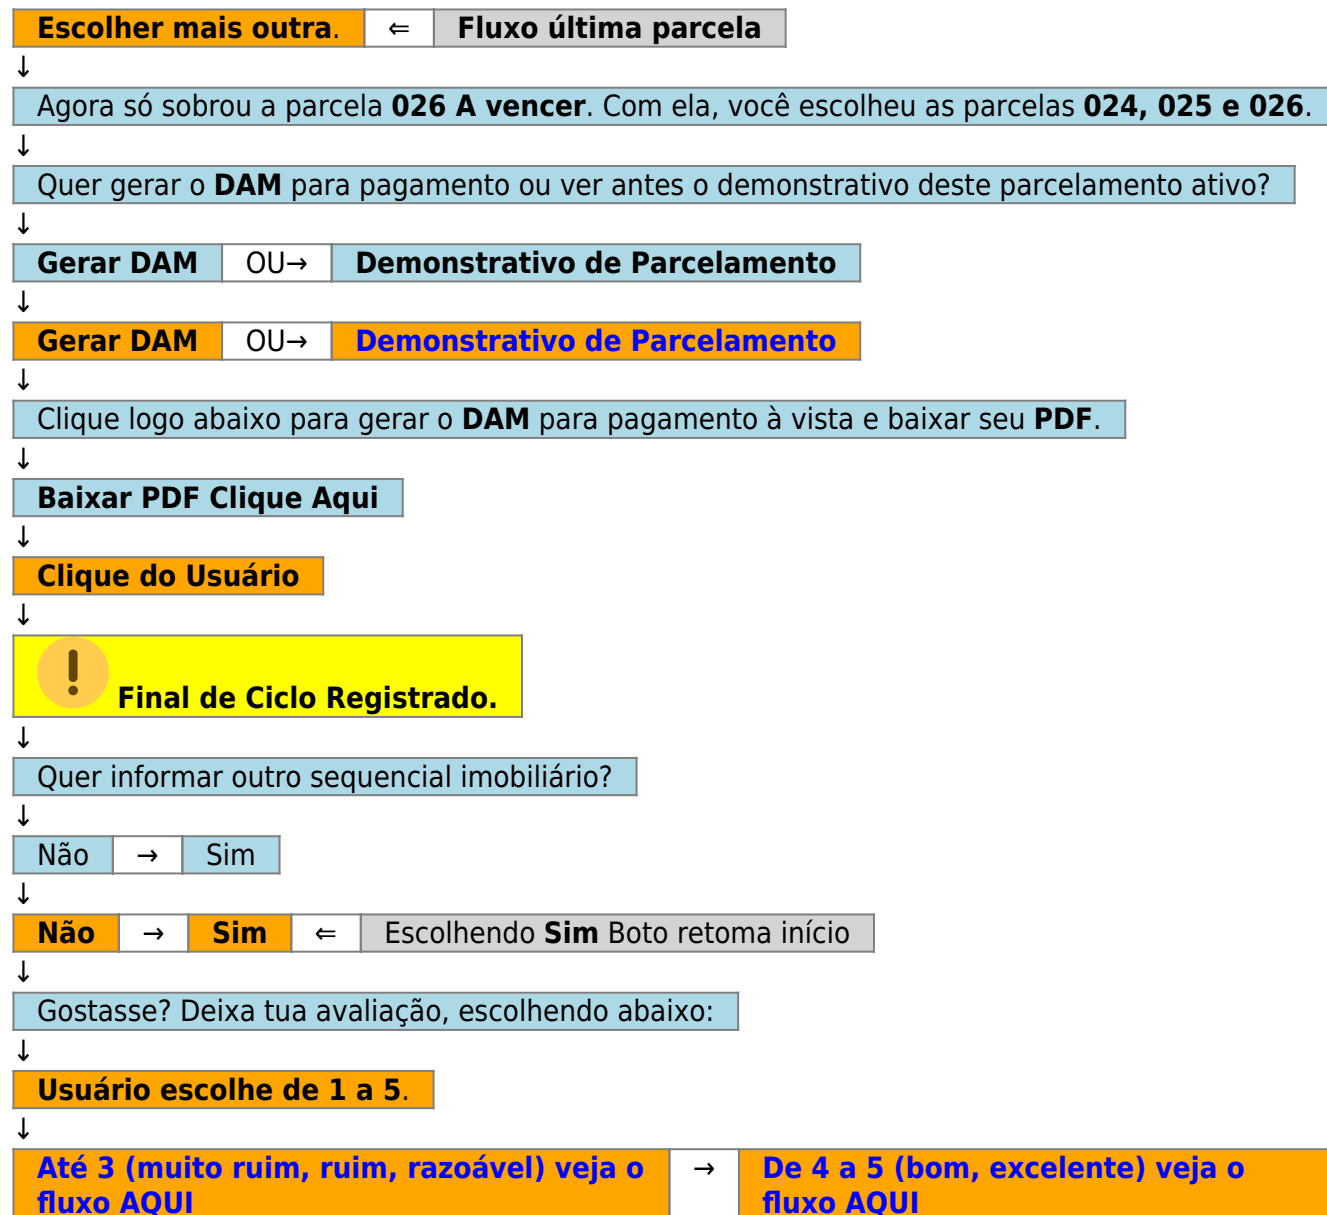 Escolher mais outra. ⇐ Fluxo última parcela
↓
Agora só sobrou a parcela 026 A vencer. Com ela, você escolheu as parcelas 024, 025 e 026.
↓
Quer gerar o DAM para pagamento ou ver antes o demonstrativo deste parcelamento ativo?
↓
Gerar DAM OU→ Demonstrativo de Parcelamento
↓
Gerar DAM OU→ Demonstrativo de Parcelamento
↓
Clique logo abaixo para gerar o DAM para pagamento à vista e baixar seu PDF.
↓
Baixar PDF Clique Aqui
↓
Clique do Usuário
↓
! Final de Ciclo Registrado.
↓
Quer informar outro sequencial imobiliário?
↓
Não → Sim
↓
Não → Sim ⇐ Escolhendo Sim Boto retoma início
↓
Gostasse? Deixa tua avaliação, escolhendo abaixo:
↓
Usuário escolhe de 1 a 5.
↓
Até 3 (muito ruim, ruim, razoável) veja o → De 4 a 5 (bom, excelente) veja o
fluxo AQUI fluxo AQUI